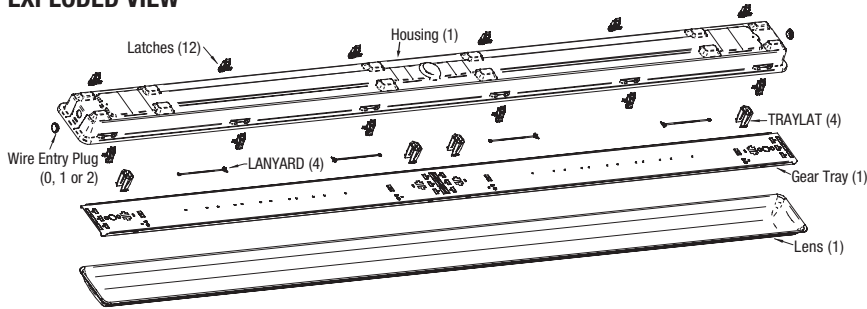 EXPLODED VIEW
Housing (1)
Latches (12)
TRAYLAT (4)
Wire Entry Plug
(0, 1 or 2)
LANYARD (4)
Gear Tray (1)
Lens (1)